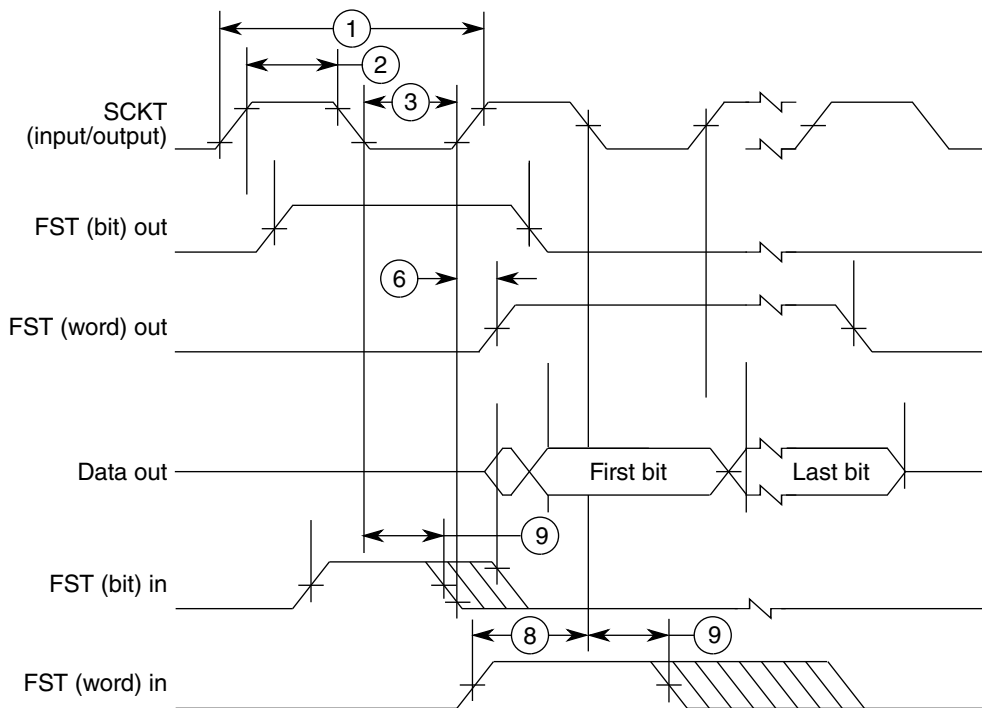 1
2
3
SCKT
(input/output)
FST (bit) out
6
FST (word) out
Data out
First bit
Last bit
9
FST (bit) in
8
9
FST (word) in